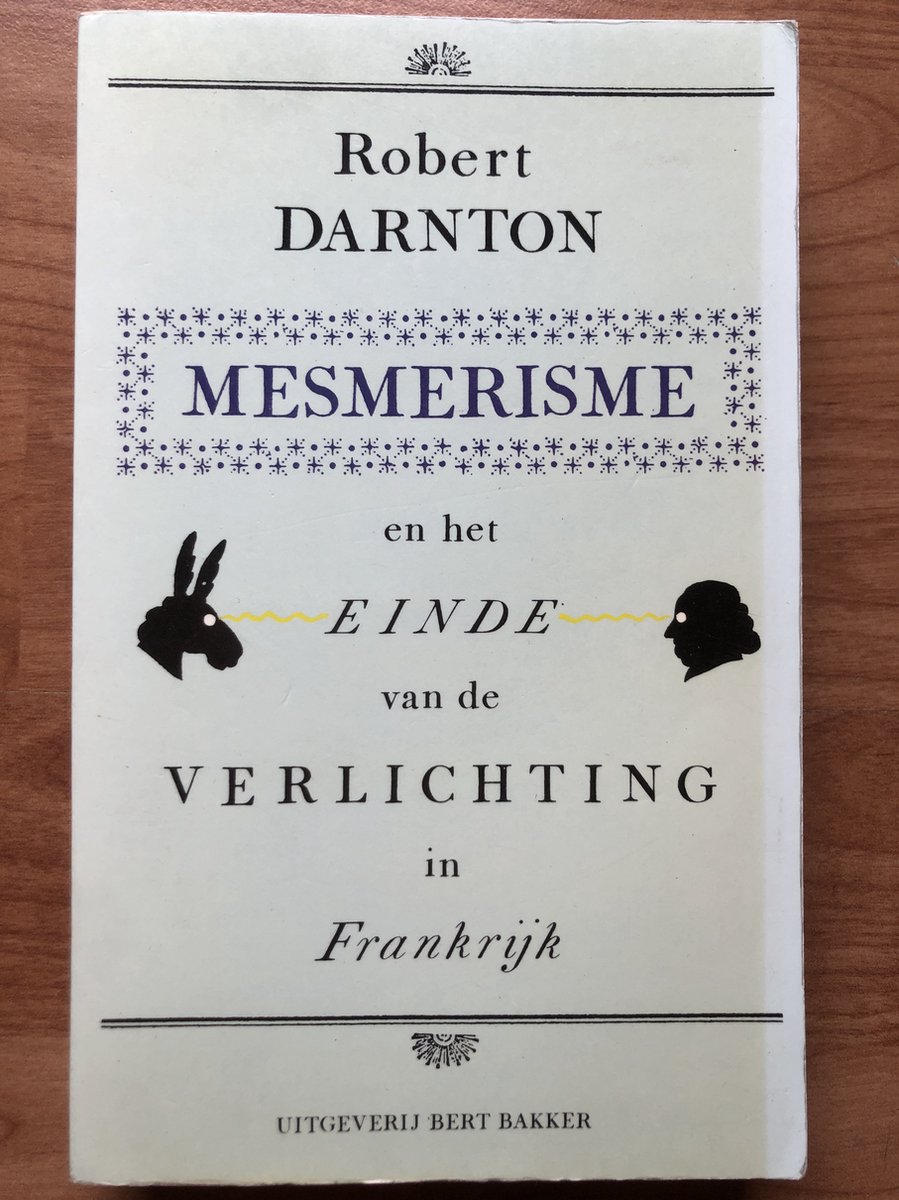 Robert
DARNTON
MESMERISME
en het
EINDE
van de
VERLICHTING
in
Frankrijk
UITGEVERIJ BERT BAKKER